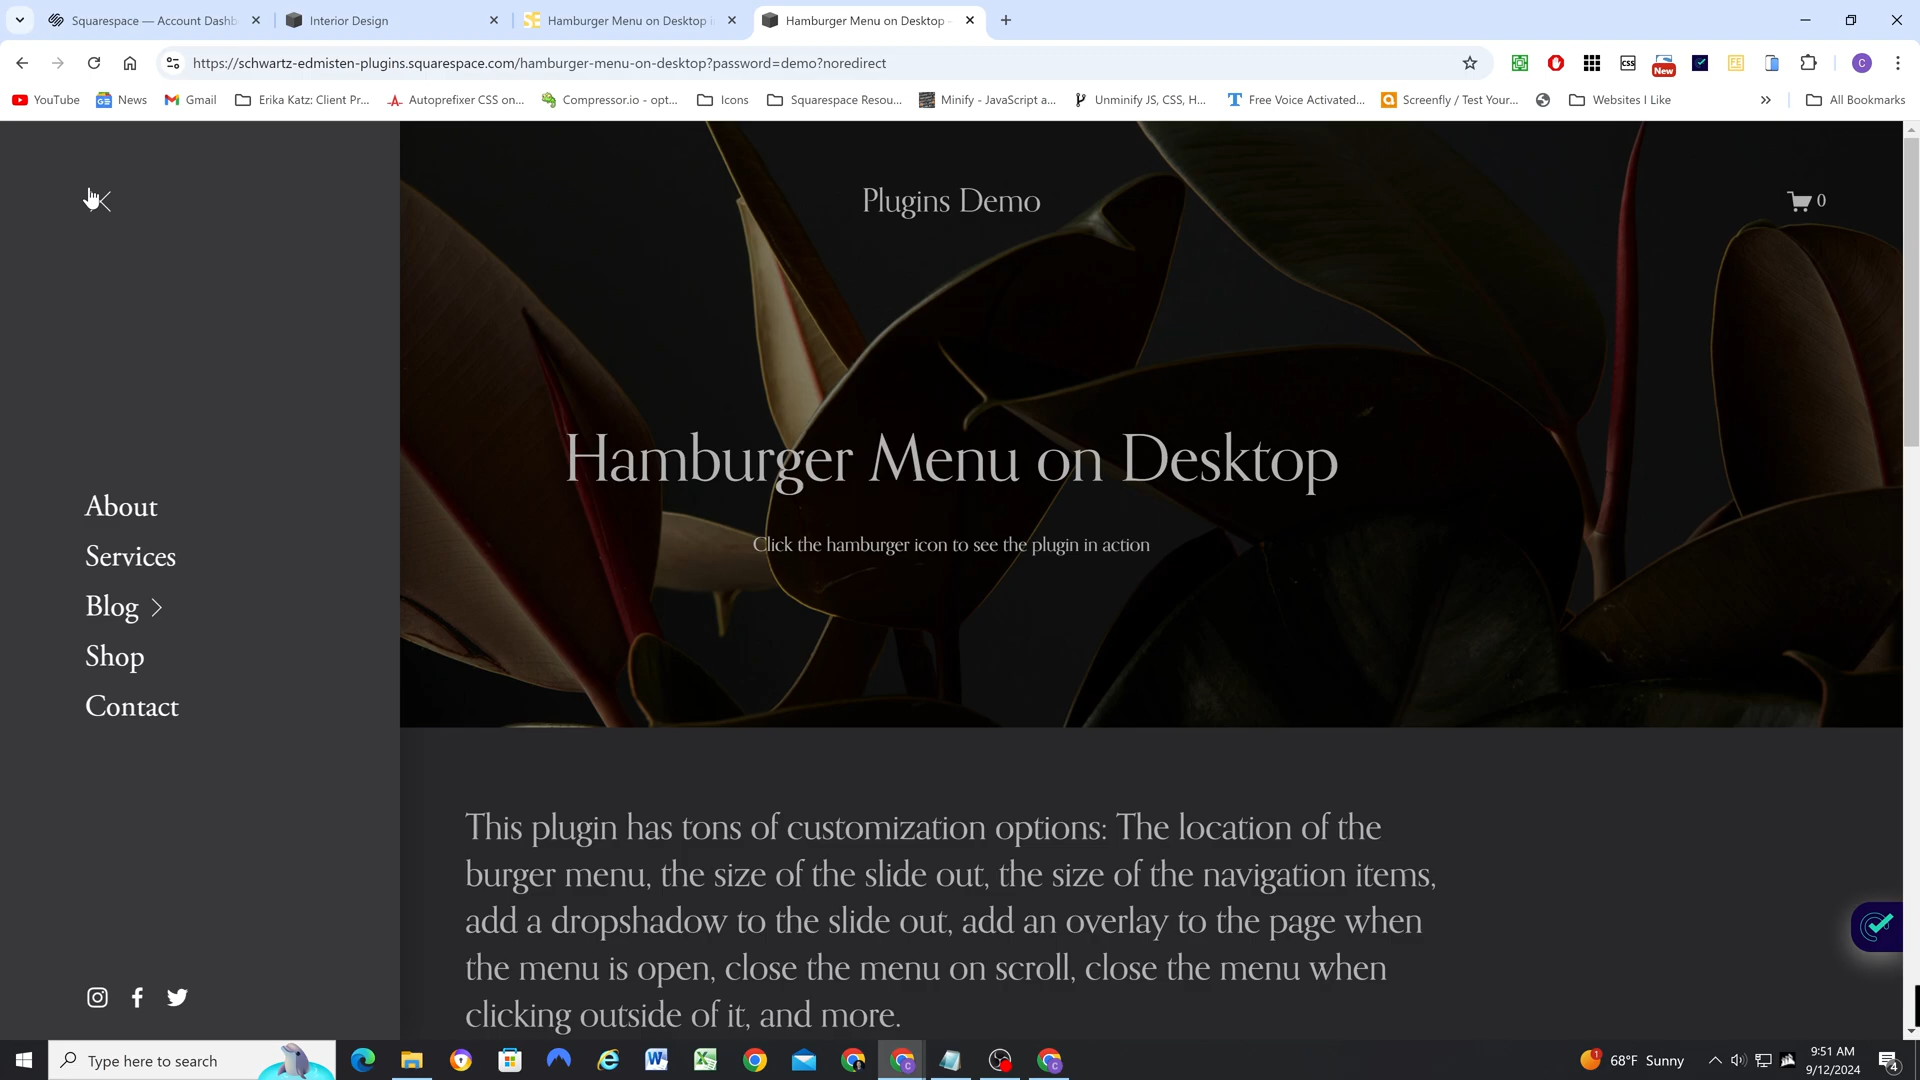 Squarespace — Account Dashb
Interior Design
Hamburger Menu on Desktop i
Hamburger Menu on Desktop -
https://schwartz-edmisten-plugins.squarespace.com/hamburger-menu-on-desktop?password=demo?noredirect
css
New
FE
C
YouTube
News
Gmail
Erika Katz: Client Pr...
Autoprefixer CSS on...
Compressor.io - opt...
Icons
Squarespace Resou...
Minify - JavaScript a...
Unminify JS, CSS, H...
Free Voice Activated...
Screenfly / Test Your...
Websites I Like
All Bookmarks
Plugins Demo
0
Hamburger Menu on Desktop
Click the hamburger icon to see the plugin in action
About
Services
Blog
Shop
Contact
This plugin has tons of customization options: The location of the
burger menu, the size of the slide out, the size of the navigation items,
add a dropshadow to the slide out, add an overlay to the page when
the menu is open, close the menu on scroll, close the menu when
clicking outside of it, and more.
Type here to search
1
68°F Sunny
9:51 AM
9/12/2024
4